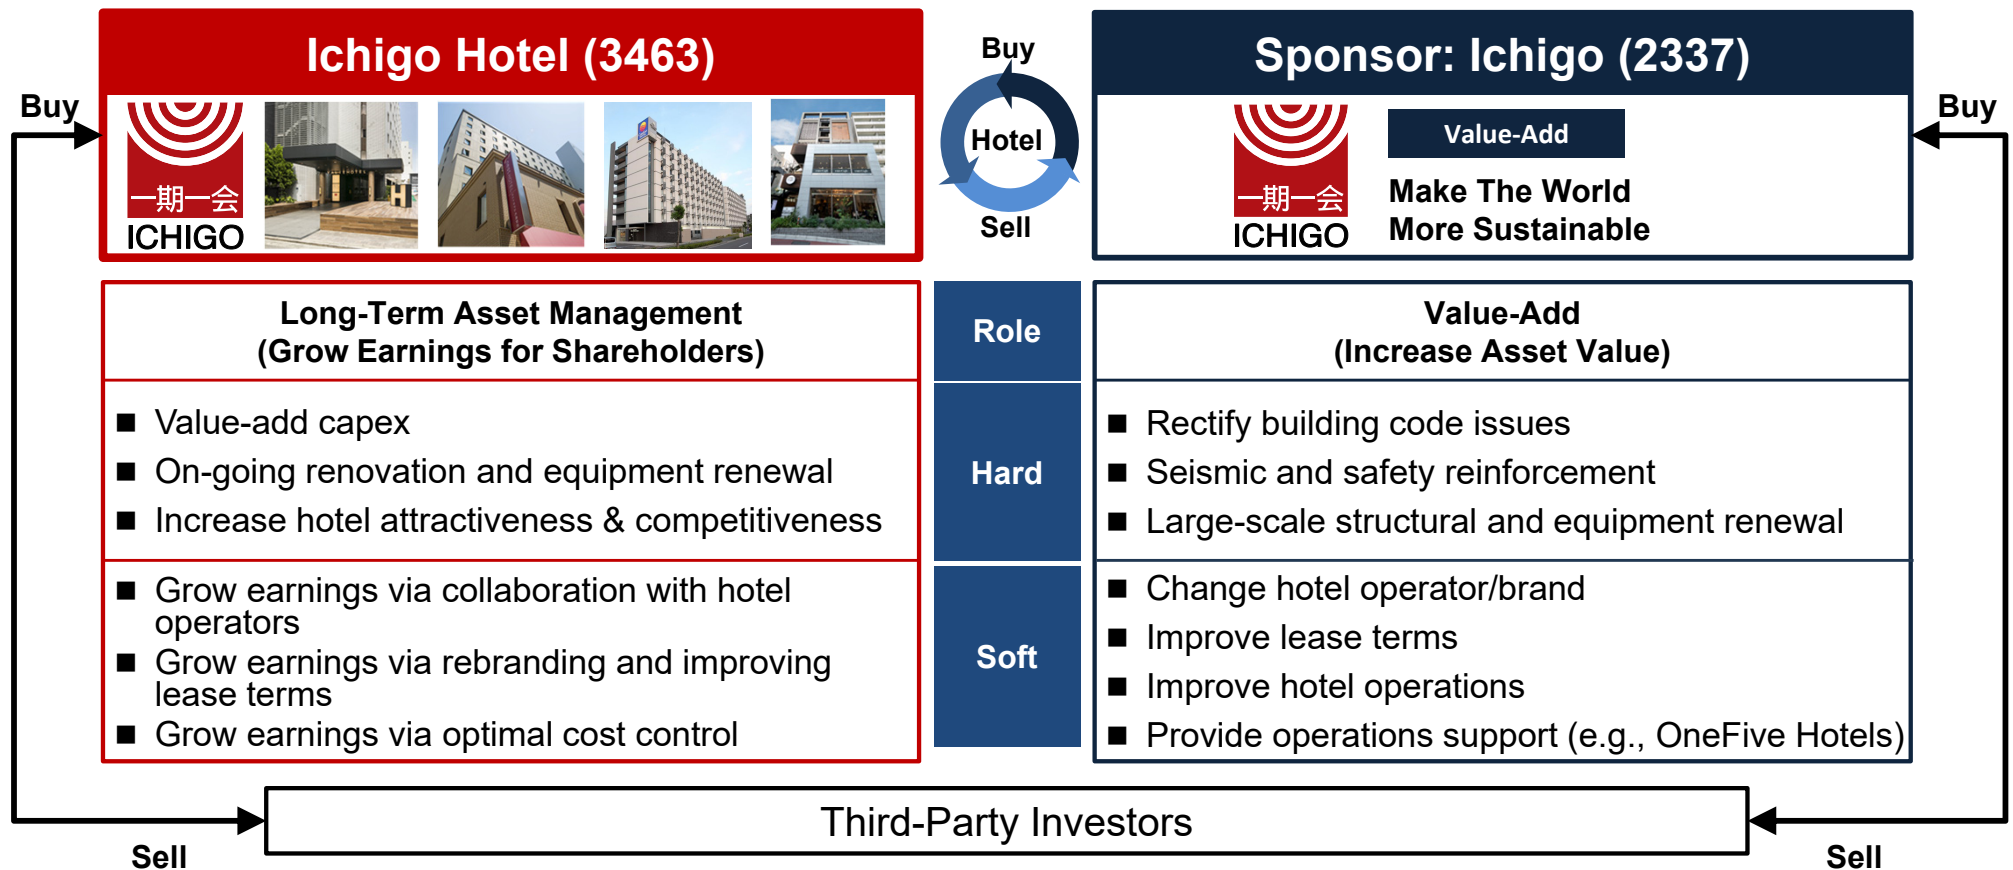 Ichigo Hotel (3463)
Buy
Sponsor: Ichigo (2337)
Buy
Buy
一期一会
ICHIGO
Hotel
Sell
一期一会
ICHIGO
Value-Add
Make The World
More Sustainable
Long-Term Asset Management
(Grow Earnings for Shareholders)
Role
Value-Add
(Increase Asset Value)
■ Value-add capex
■ On-going renovation and equipment renewal
■ Increase hotel attractiveness & competitiveness
Hard
■ Rectify building code issues
■ Seismic and safety reinforcement
■ Large-scale structural and equipment renewal
■ Grow earnings via collaboration with hotel
operators
■ Grow earnings via rebranding and improving
lease terms
■ Grow earnings via optimal cost control
Soft
■ Change hotel operator/brand
■ Improve lease terms
■ Improve hotel operations
■ Provide operations support (e.g., OneFive Hotels)
Third-Party Investors
Sell
Sell